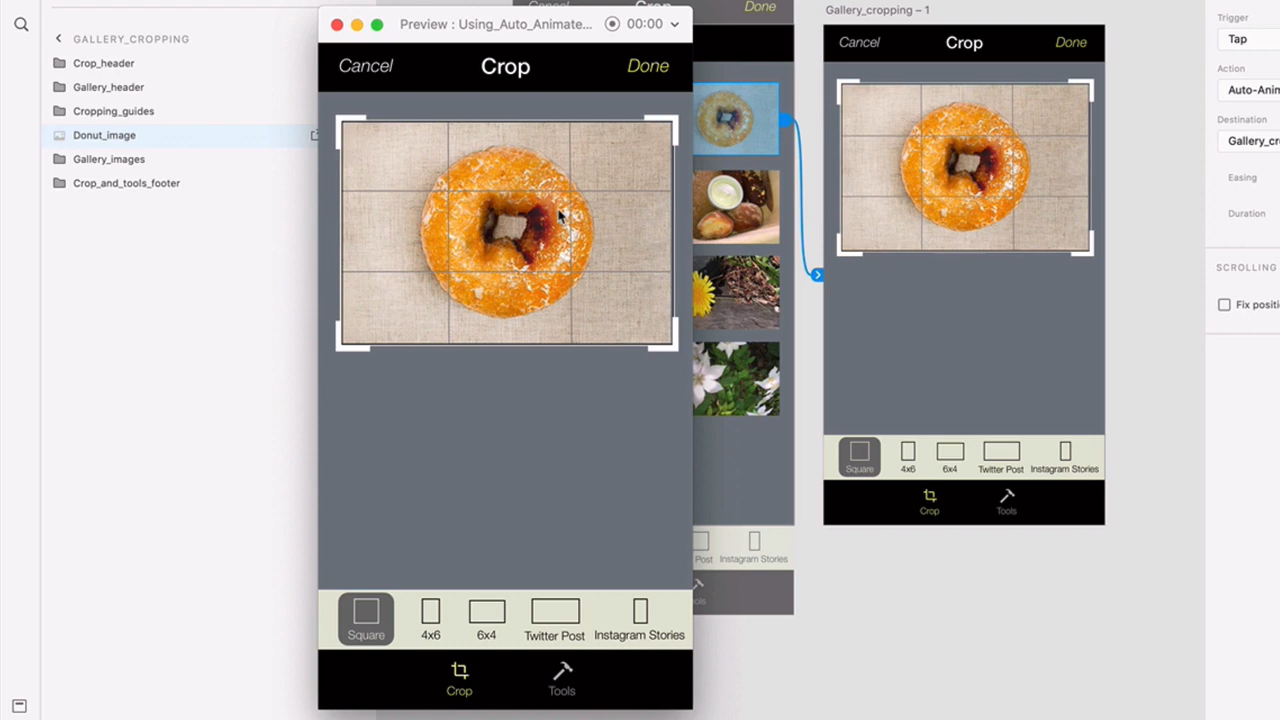 GALLERY_CROPPING
Crop_header
Gallery_header
Cropping_guides
Donut_image
Gallery_images
Crop_and_tools_footer
Preview : Using_Auto_Animate... 00:00
Cancel Crop Done
Square 4x6 6x4 Twitter Post Instagram Stories
Crop Tools
Done
Post Instagram Stories
Gallery_cropping – 1
Cancel Crop Done
Square 4x6 6x4 Twitter Post Instagram Stories
Crop Tools
Trigger
Tap
Action
Auto-Anim
Destination
Gallery_cr
Easing
Duration
SCROLLING
Fix positi